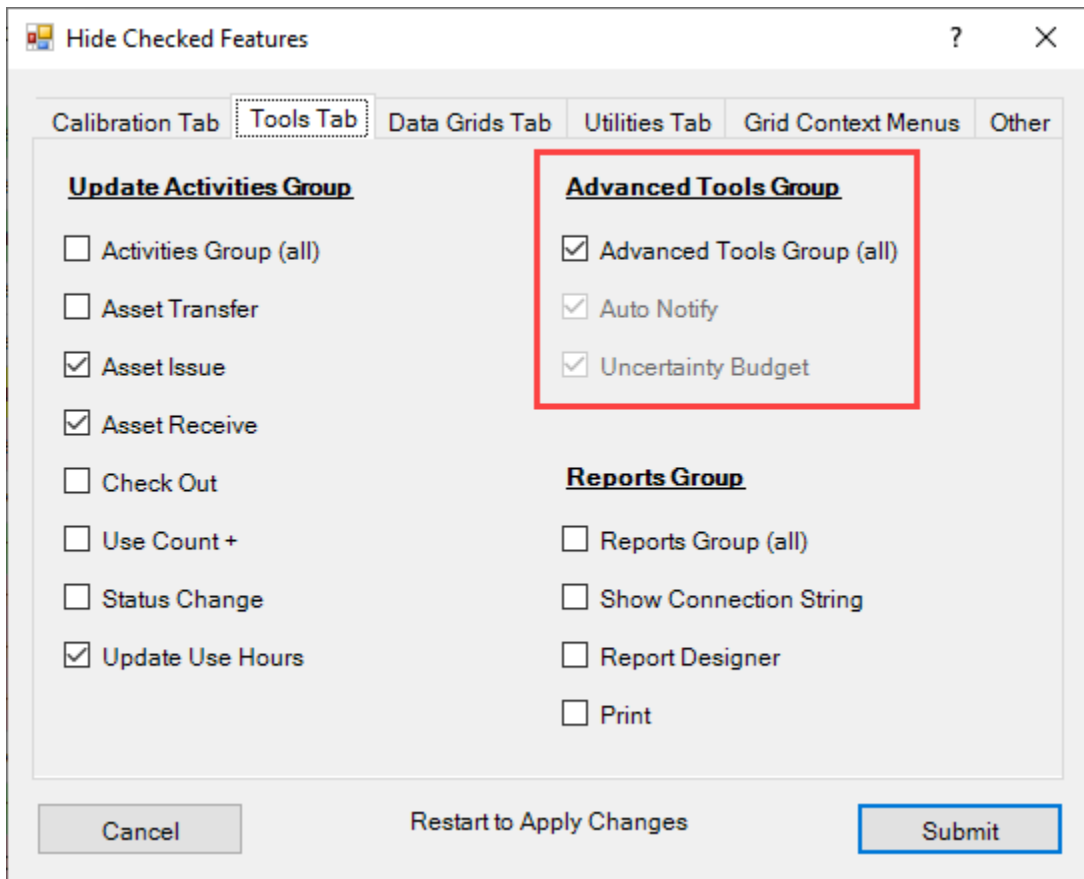 Hide Checked Features
?
Calibration Tab
Tools Tab
Data Grids Tab
Utilities Tab
Grid Context Menus
Other
Update Activities Group
Activities Group (all)
Asset Transfer
Asset Issue
Asset Receive
Check Out
Use Count +
Status Change
Update Use Hours
Advanced Tools Group
Advanced Tools Group (all)
Auto Notify
Uncertainty Budget
Reports Group
Reports Group (all)
Show Connection String
Report Designer
Print
Cancel
Restart to Apply Changes
Submit